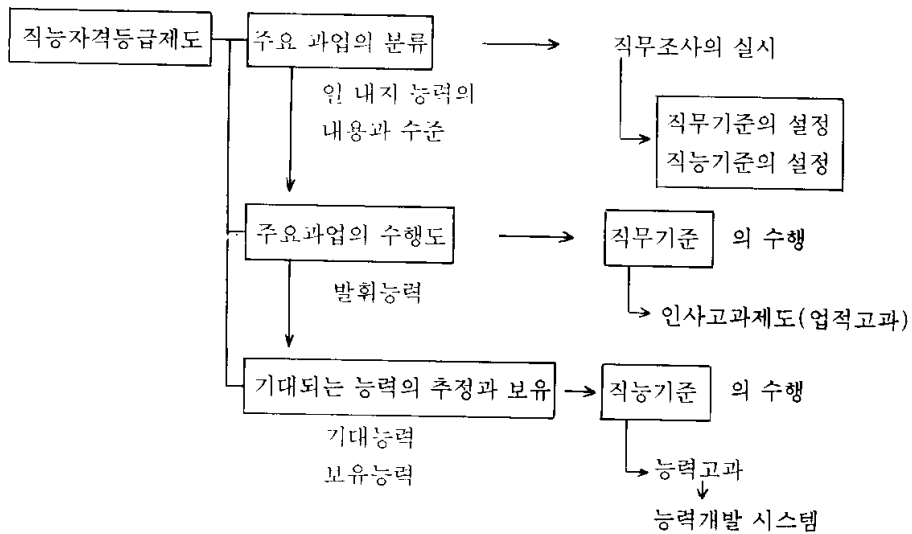 직능자격등급제도
주요 과업의 분류
직무조사의 실시
일 내지 능력의
내용과 수준
직무기준의 설정
직능기준의 설정
주요과업의 수행도
직무기준 의 수행
발휘능력
인사고과제도(업적고과)
기대되는 능력의 추정과 보유
직능기준 의 수행
기대능력
보유능력
능력고과
능력개발 시스템